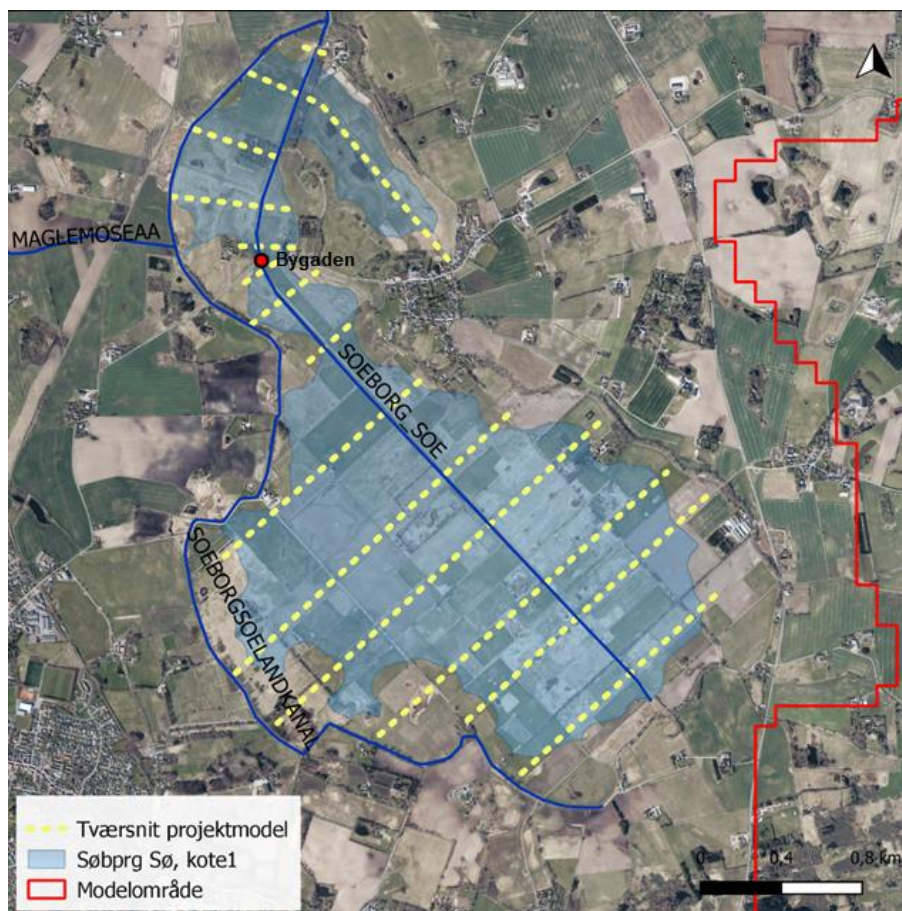 MAGLEMOSEAA
Bygaden
SOEBORG_SOE
SOEBORGSOELANDKANAL
Tværsnit projektmodel
Søbprg Sø, kote1
Modelområde
0 0,4 0,8 km